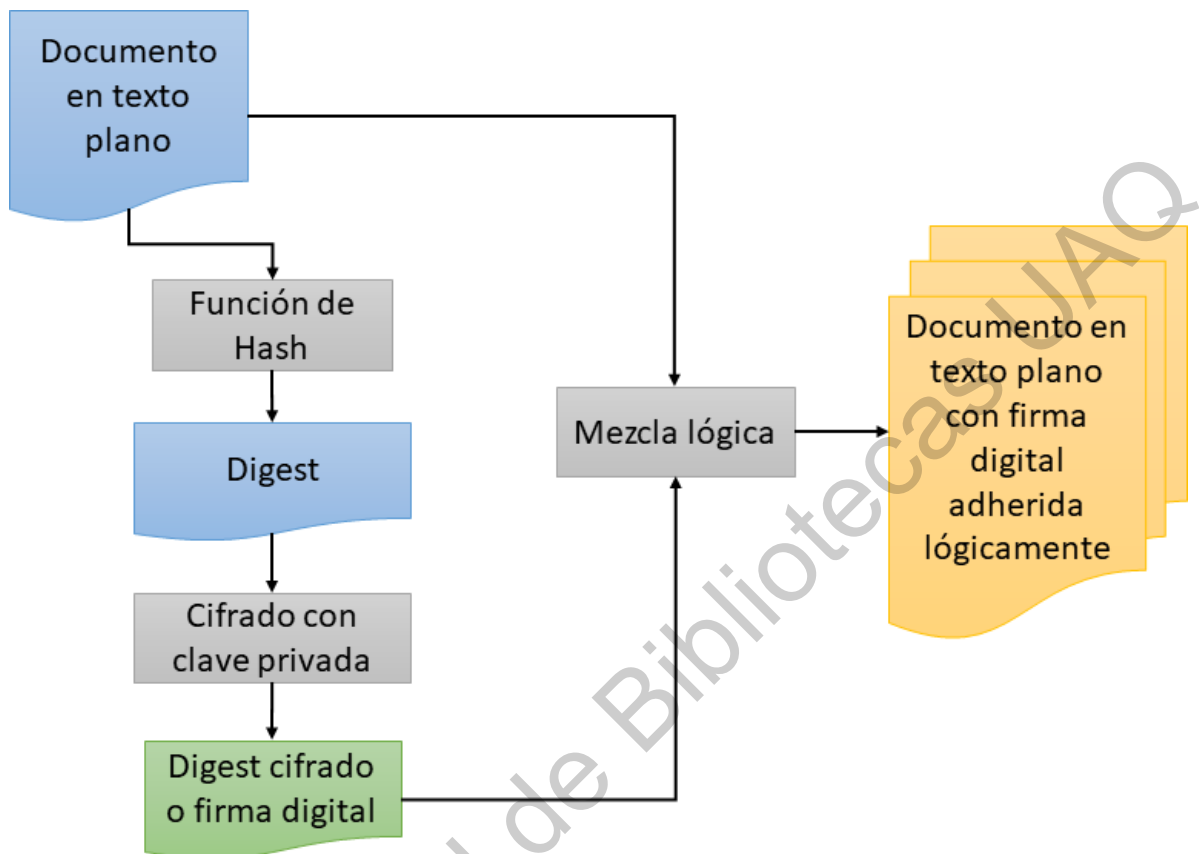 Documento
en texto
plano
Función de
Hash
Digest
Cifrado con
clave privada
Digest cifrado
o firma digital
Mezcla lógica
Documento en
texto plano
con firma
digital
adherida
lógicamente
de Bibliotecas UAQ